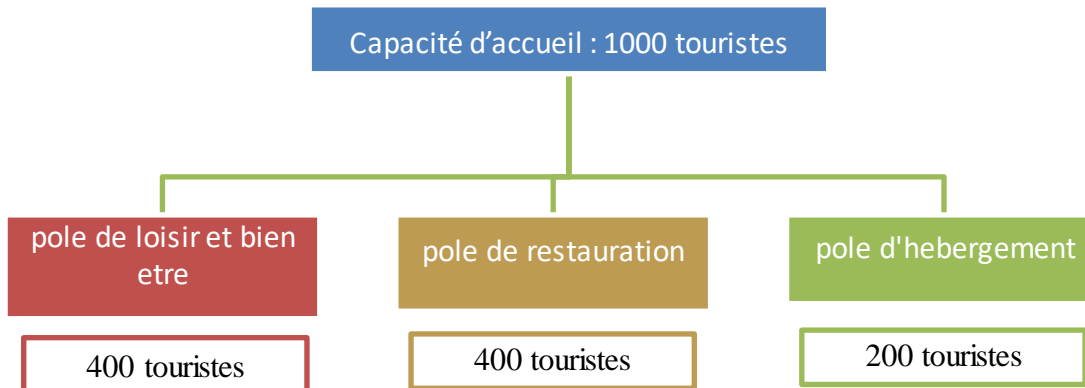 Capacité d’accueil : 1000 touristes
pole de loisir et bien
etre
pole de restauration
pole d'hebergement
400 touristes
400 touristes
200 touristes